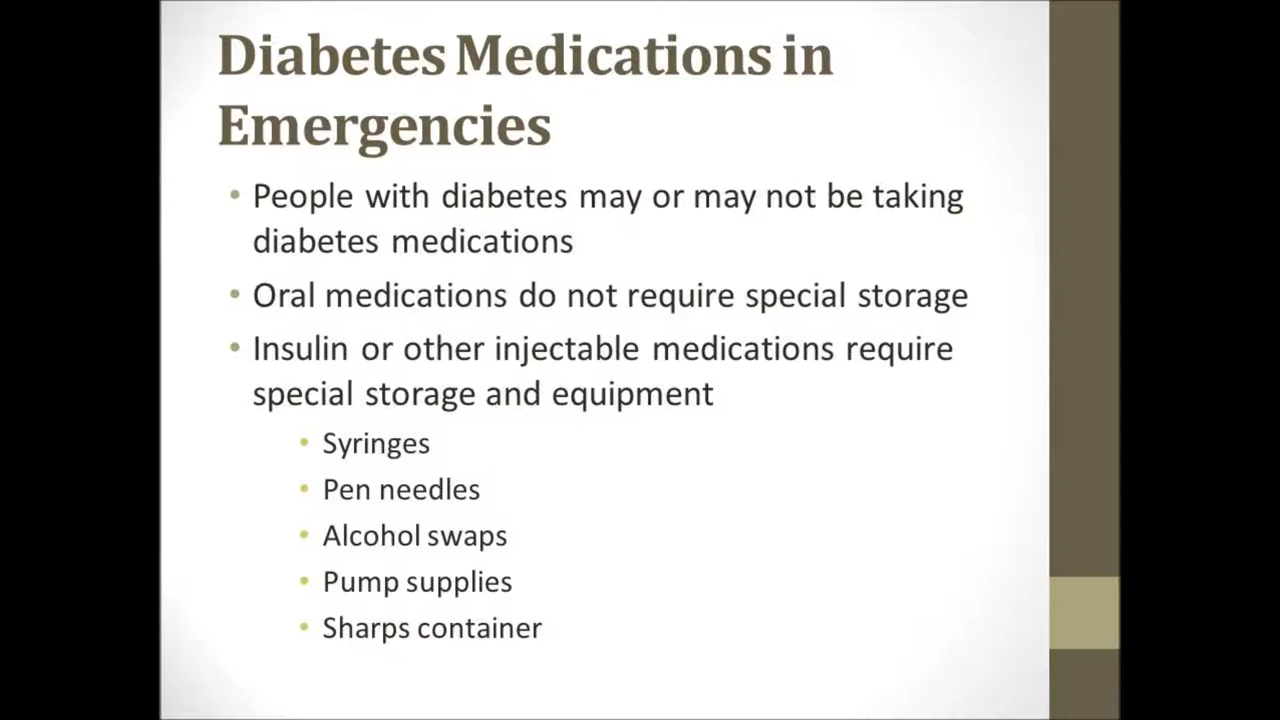 Diabetes Medications in
Emergencies
• People with diabetes may or may not be taking
diabetes medications
• Oral medications do not require special storage
• Insulin or other injectable medications require
special storage and equipment
• Syringes
• Pen needles
• Alcohol swaps
• Pump supplies
• Sharps container